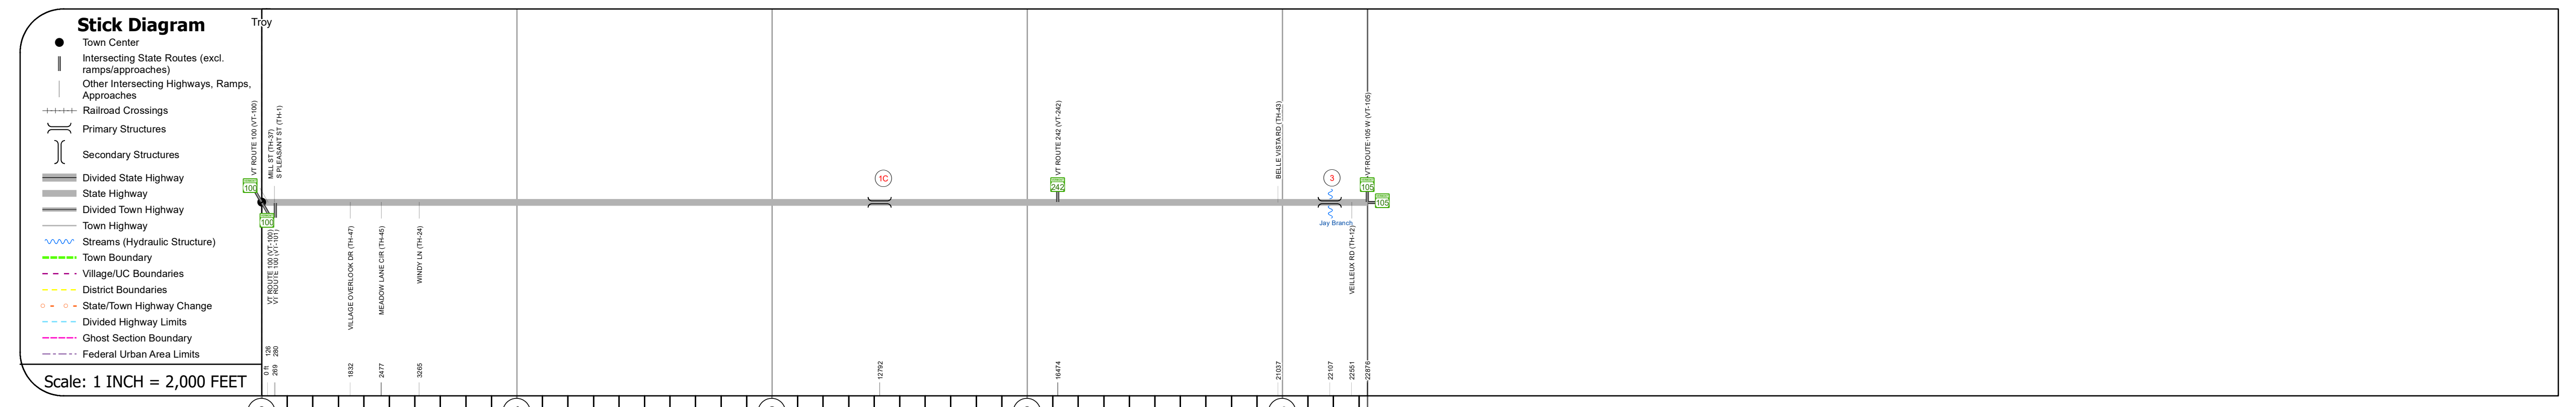 Stick Diagram
Town Center
Intersecting State Routes (excl.
ramps/approaches)
Other Intersecting Highways, Ramps,
Approaches
Railroad Crossings
Primary Structures
Secondary Structures
Divided State Highway
State Highway
Divided Town Highway
Town Highway
Streams (Hydraulic Structure)
Town Boundary
Village/UC Boundaries
District Boundaries
State/Town Highway Change
Divided Highway Limits
Ghost Section Boundary
Federal Urban Area Limits
Scale: 1 INCH = 2,000 FEET
Troy
VT ROUTE 100 (VT-100)
MILL ST (TH-37)
S PLEASANT ST (TH-1)
100
100
VT ROUTE 100 (VT-100)
VT ROUTE 100 (VT-101)
VILLAGE OVERLOOK DR (TH-47)
MEADOW LANE CIR (TH-45)
WINDY LN (TH-24)
1C
VT ROUTE 242 (VT-242)
242
BELLE VISTA RD (TH-43)
3
Jay Branch
VEILLEUX RD (TH-12)
VT-ROUTE-105 W (VT-105)
105
105
0 ft
126
269
280
1832
2477
3265
12792
16474
21037
22107
22551
22876